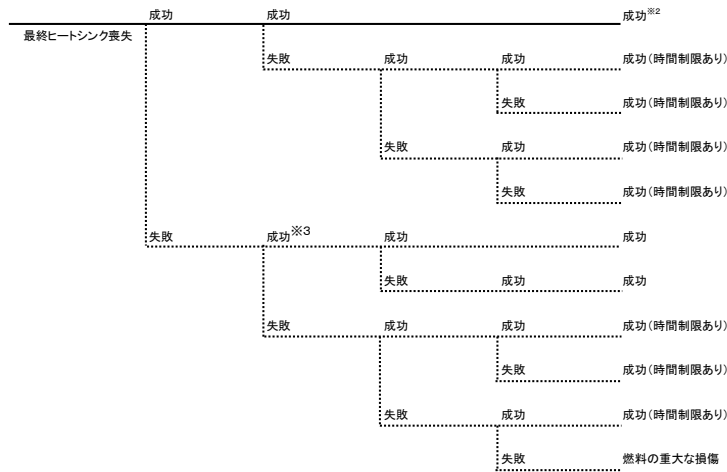 成功 成功 成功※2
最終ヒートシンク喪失
失敗 成功 成功 成功(時間制限あり)
失敗 成功(時間制限あり)
失敗 成功 成功(時間制限あり)
失敗 成功(時間制限あり)
失敗 成功※3 成功 成功
失敗 成功 成功
失敗 成功 成功 成功(時間制限あり)
失敗 成功(時間制限あり)
失敗 成功 成功(時間制限あり)
失敗 燃料の重大な損傷